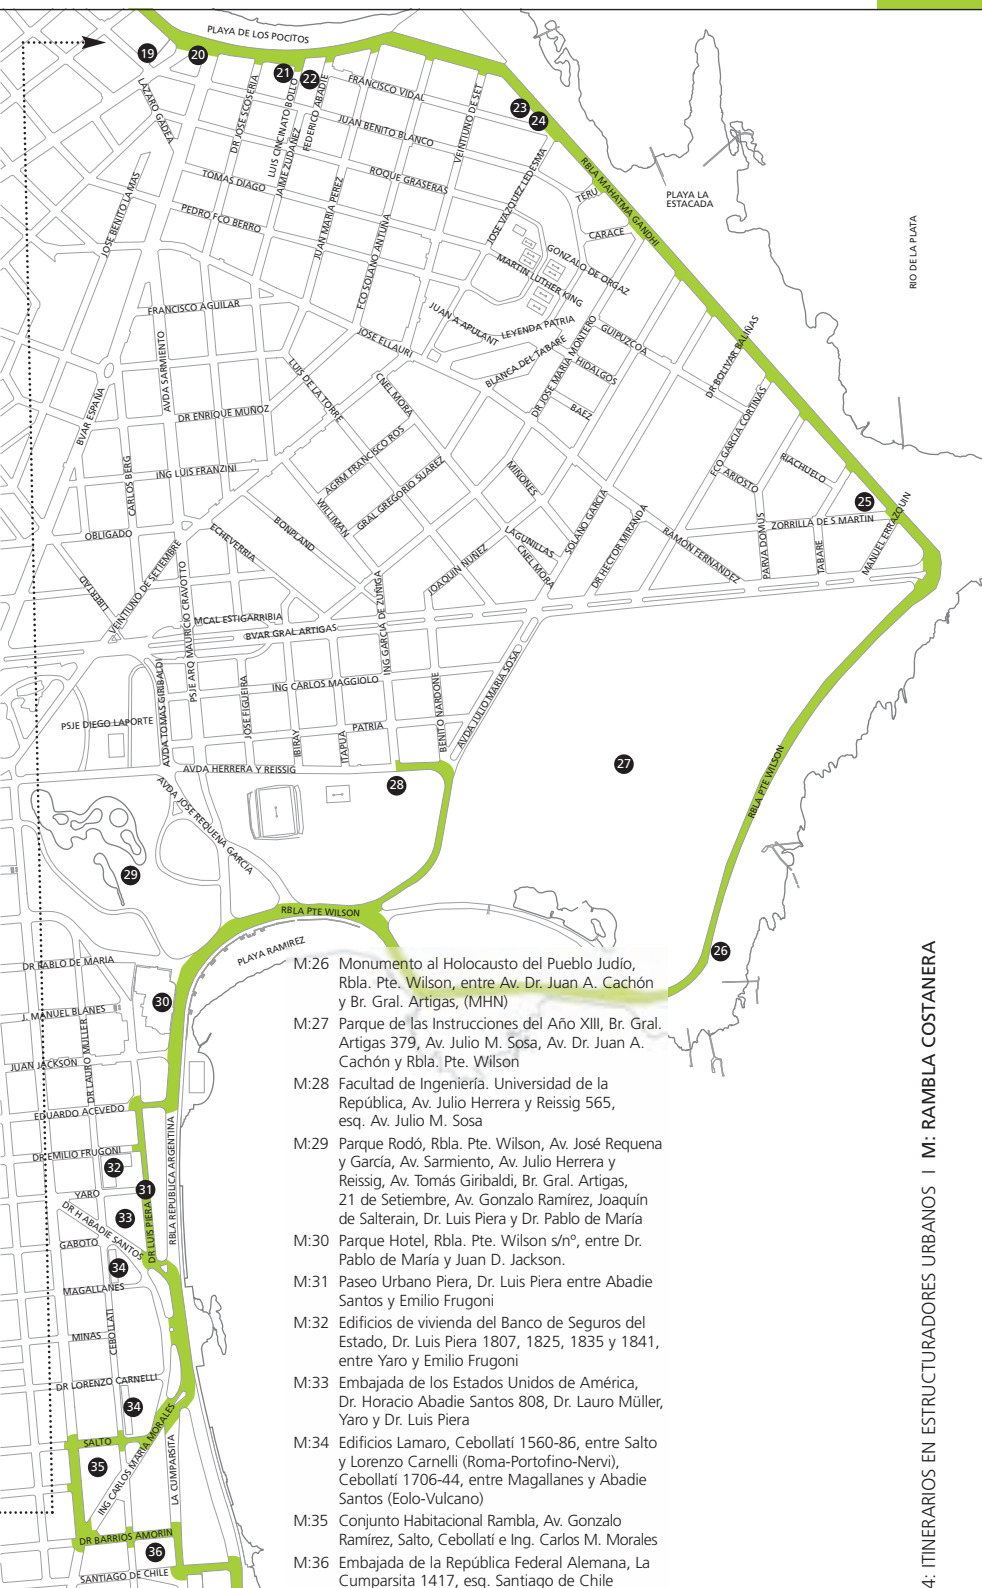 PLAYA DE LOS POCITOS
19
20
21
22
23
24
LAZARO GADEA
DR JOSE SCOSERIA
LUIS CINCINATO BOLLO
JAIME ZUDAÑEZ
FEDERICO ABADIE
FRANCISCO VIDAL
JUAN BENITO BLANCO
VEINTIUNO DE SET
ROQUE GRASERAS
TOMAS DIAGO
PEDRO FCO BERRO
JOSE BENITO LAMAS
JUAN MARIA PEREZ
FCO SOLANO ANTUÑA
JOSE VAZQUEZ LEDESMA
RBLA MAHATMA GANDHI
TERU
CARACE
PLAYA LA
ESTACADA
RIO DE LA PLATA
GONZALO DE ORGAZ
MARTIN LUTHER KING
FRANCISCO AGUILAR
JUAN A APULANT
LEYENDA PATRIA
GUIPUZCOA
JOSE ELLAURI
BLANCA DEL TABARE
DR JOSE MARIA MONTERO
HIDALGOS
BAEZ
DR BOLIVAR BALIÑAS
AVDA SARMIENTO
LUIS DE LA TORRE
CNEL MORA
DR ENRIQUE MUÑOZ
BVAR ESPAÑA
FCO GARCIA CORTINAS
AGRM FRANCISCO ROS
GRAL GREGORIO SUAREZ
ING LUIS FRANZINI
CARLOS BERG
MIÑONES
ARIOSTO
RIACHUELO
25
WILLIMAN
BONPLAND
ECHEVERRIA
OBLIGADO
LAGUNILLAS
CNEL MORA
SOLANO GARCIA
DR HECTOR MIRANDA
RAMON FERNANDEZ
PARVA DOMUS
TABARE
ZORRILLA DE S MARTIN
MANUEL ERRAZQUIN
LIBERTAD
VEINTIUNO DE SETIEMBRE
JOAQUIN NUÑEZ
PSJE ARQ MAURICIO CRAVOTTO
MCAL ESTIGARRIBIA
BVAR GRAL ARTIGAS
ING GARCIA DE ZUÑIGA
ING CARLOS MAGGIOLO
PSJE DIEGO LAPORTE
AVDA TOMAS GIRIBALDI
JOSE FIGUEIRA
IBIRAY
ITAPUA
PATRIA
BENITO NARDONE
AVDA JULIO MARIA SOSA
AVDA HERRERA Y REISSIG
28
27
RBLA PTE WILSON
AVDA JOSE REQUENA GARCIA
29
RBLA PTE WILSON
PLAYA RAMIREZ
26
DR PABLO DE MARIA
30
J. MANUEL BLANES
DR LAURO MULLER
JUAN JACKSON
EDUARDO ACEVEDO
DR EMILIO FRUGONI
32
31
RBLA REPUBLICA ARGENTINA
YARO
DR H ABADIE SANTOS
33
DR LUIS PIERA
GABOTO
34
MAGALLANES
MINAS
CEBOLLATI
DR LORENZO CARNELLI
34
SALTO
35
ING CARLOS MARIA MORALES
LA CUMPARSITA
DR BARRIOS AMORIN
36
SANTIAGO DE CHILE
M:26 Monumento al Holocausto del Pueblo Judío,
Rbla. Pte. Wilson, entre Av. Dr. Juan A. Cachón
y Br. Gral. Artigas, (MHN)
M:27 Parque de las Instrucciones del Año XIII, Br. Gral.
Artigas 379, Av. Julio M. Sosa, Av. Dr. Juan A.
Cachón y Rbla. Pte. Wilson
M:28 Facultad de Ingeniería. Universidad de la
República, Av. Julio Herrera y Reissig 565,
esq. Av. Julio M. Sosa
M:29 Parque Rodó, Rbla. Pte. Wilson, Av. José Requena
y García, Av. Sarmiento, Av. Julio Herrera y
Reissig, Av. Tomás Giribaldi, Br. Gral. Artigas,
21 de Setiembre, Av. Gonzalo Ramírez, Joaquín
de Salterain, Dr. Luis Piera y Dr. Pablo de María
M:30 Parque Hotel, Rbla. Pte. Wilson s/nº, entre Dr.
Pablo de María y Juan D. Jackson.
M:31 Paseo Urbano Piera, Dr. Luis Piera entre Abadie
Santos y Emilio Frugoni
M:32 Edificios de vivienda del Banco de Seguros del
Estado, Dr. Luis Piera 1807, 1825, 1835 y 1841,
entre Yaro y Emilio Frugoni
M:33 Embajada de los Estados Unidos de América,
Dr. Horacio Abadie Santos 808, Dr. Lauro Müller,
Yaro y Dr. Luis Piera
M:34 Edificios Lamaro, Cebollatí 1560-86, entre Salto
y Lorenzo Carnelli (Roma-Portofino-Nervi),
Cebollatí 1706-44, entre Magallanes y Abadie
Santos (Eolo-Vulcano)
M:35 Conjunto Habitacional Rambla, Av. Gonzalo
Ramírez, Salto, Cebollatí e Ing. Carlos M. Morales
M:36 Embajada de la República Federal Alemana, La
Cumparsita 1417, esq. Santiago de Chile
4: ITINERARIOS EN ESTRUCTURADORES URBANOS I M: RAMBLA COSTANERA